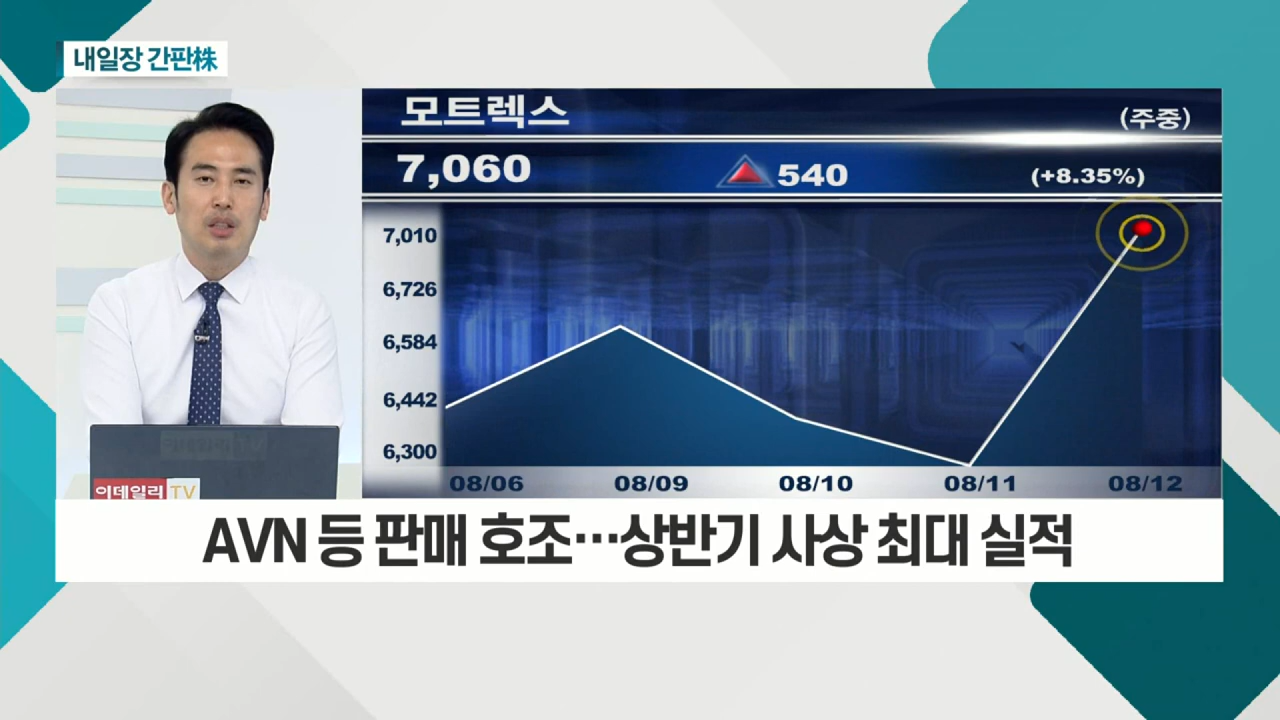 내일장 간판株
모트렉스
(주중)
7,060
540
(+8.35%)
7,010
6,726
6,584
6,442
6,300
08/06
08/09
08/10
08/11
08/12
이데일리 TV
AVN 등 판매 호조…상반기 사상 최대 실적